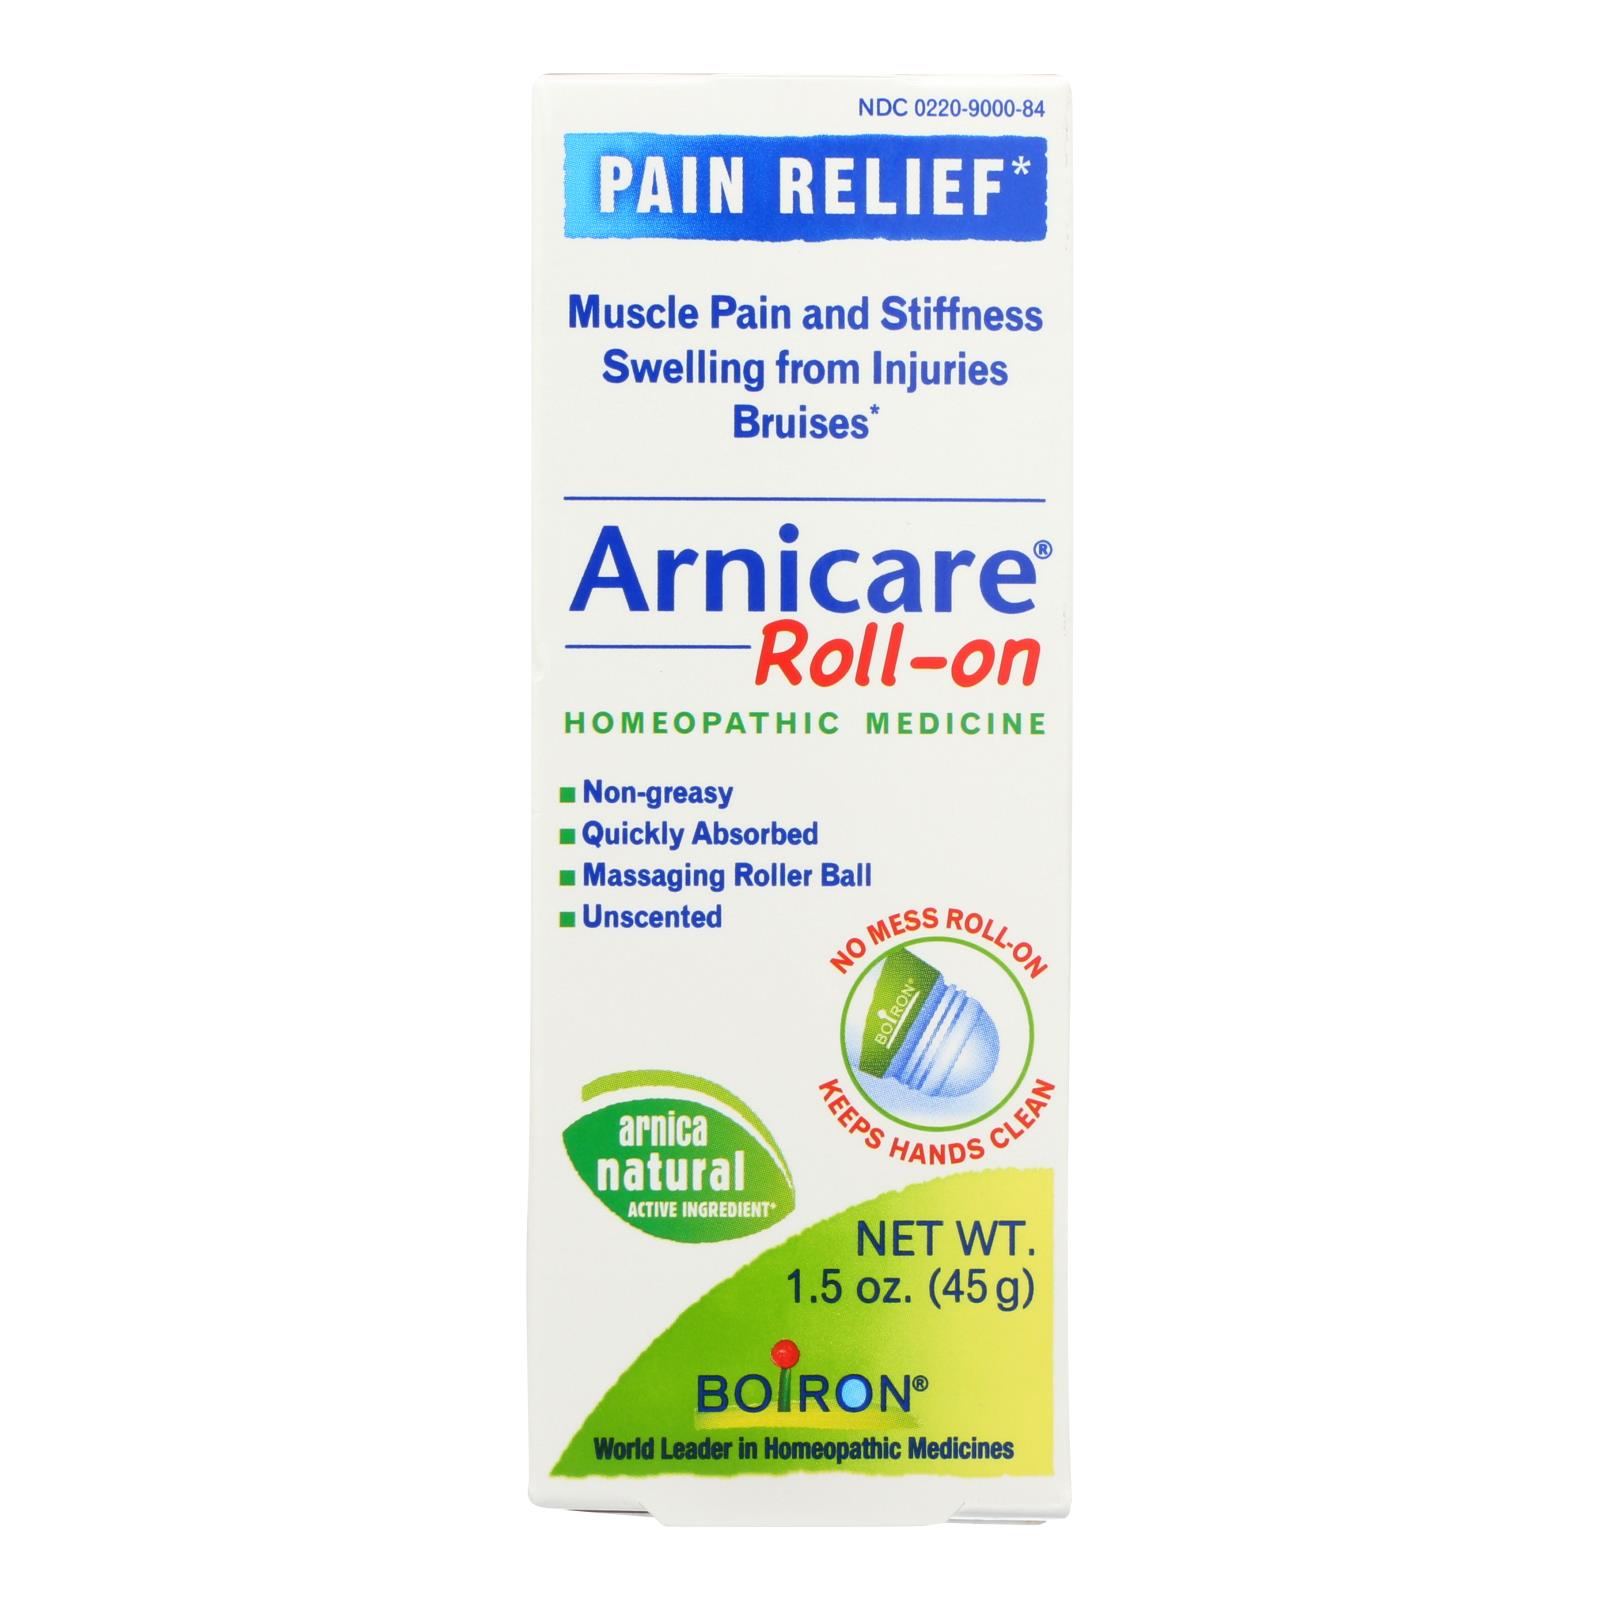 NDC 0220-9000-84
PAIN RELIEF*
Muscle Pain and Stiffness
Swelling from Injuries
Bruises*
Arnicare®
Roll-on
HOMEOPATHIC MEDICINE
Non-greasy
Quickly Absorbed
Massaging Roller Ball
Unscented
NO MESS ROLL-ON
BOIRON®
KEEPS HANDS CLEAN
arnica
natural
ACTIVE INGREDIENT+
NET WT.
1.5 oz. (45 g)
BOIRON®
World Leader in Homeopathic Medicines